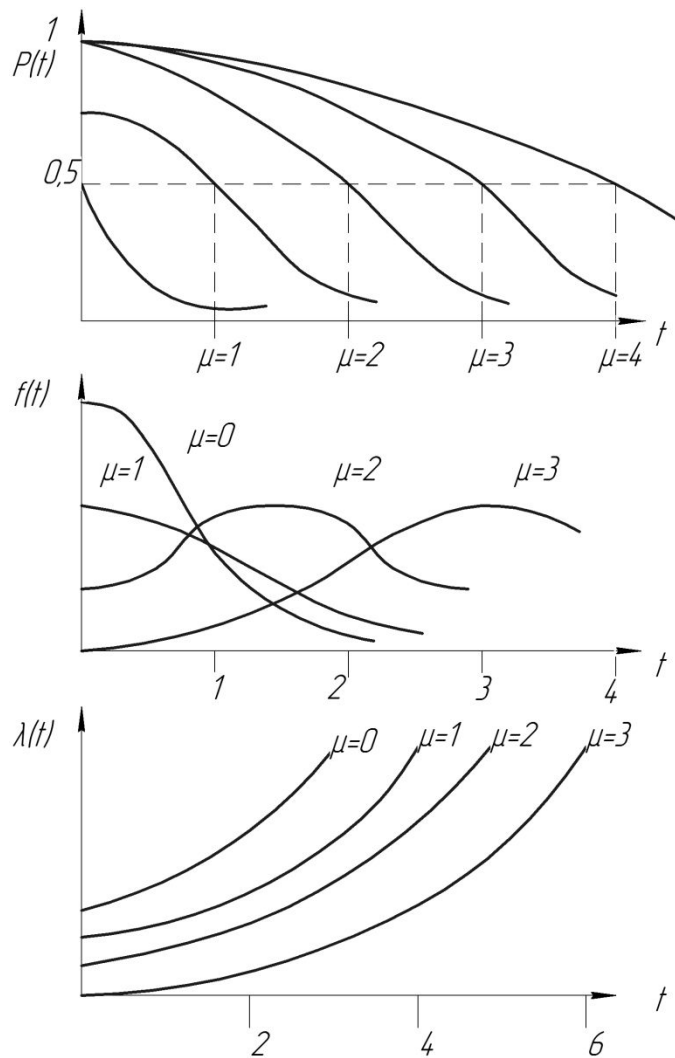 1
P(t)
0,5
μ=1 μ=2 μ=3 μ=4 t
f(t)
μ=0
μ=1 μ=2 μ=3
1 2 3 4 t
λ(t)
μ=0 μ=1 μ=2 μ=3
t
2 4 6